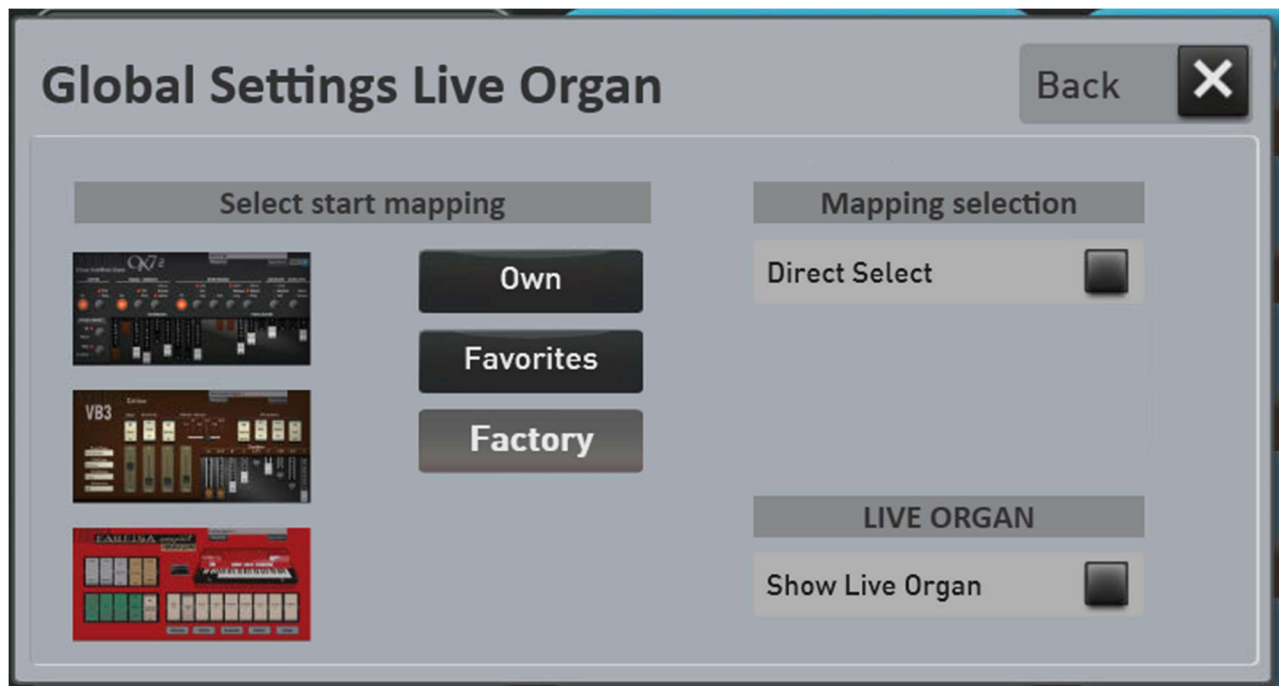 Global Settings Live Organ
Back
Select start mapping
Mapping selection
Own
Direct Select
Favorites
VB3
Factory
LIVE ORGAN
Show Live Organ